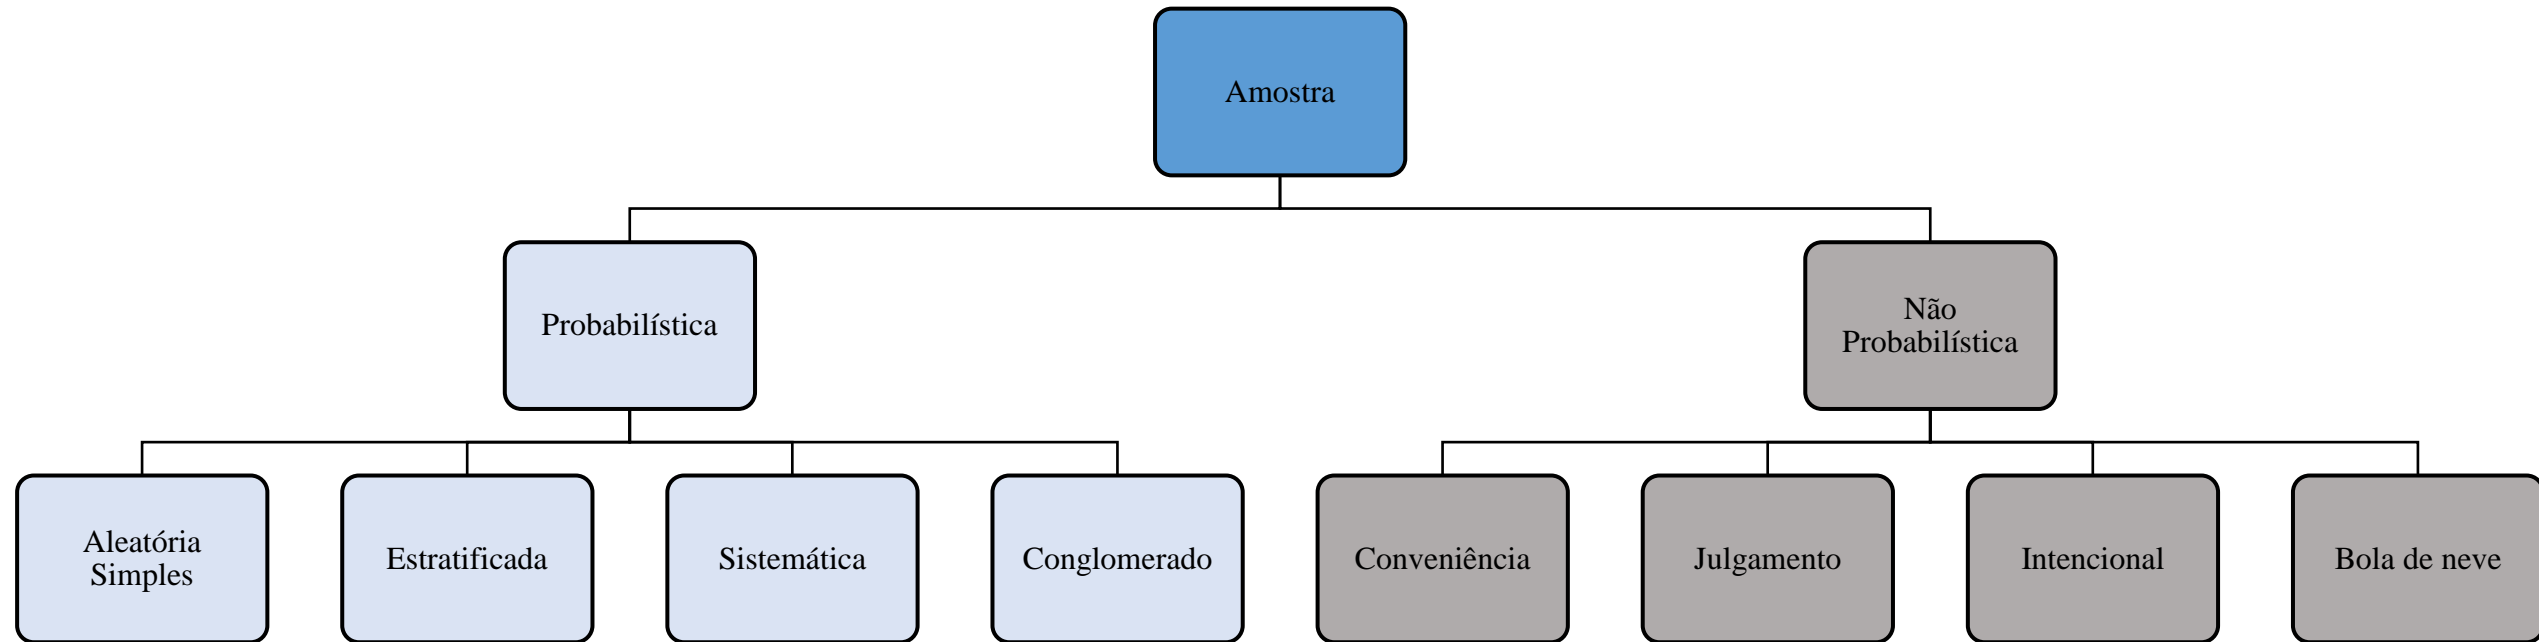 Amostra
Probabilística
Não
Probabilística
Aleatória
Simples
Estratificada
Sistemática
Conglomerado
Conveniência
Julgamento
Intencional
Bola de neve